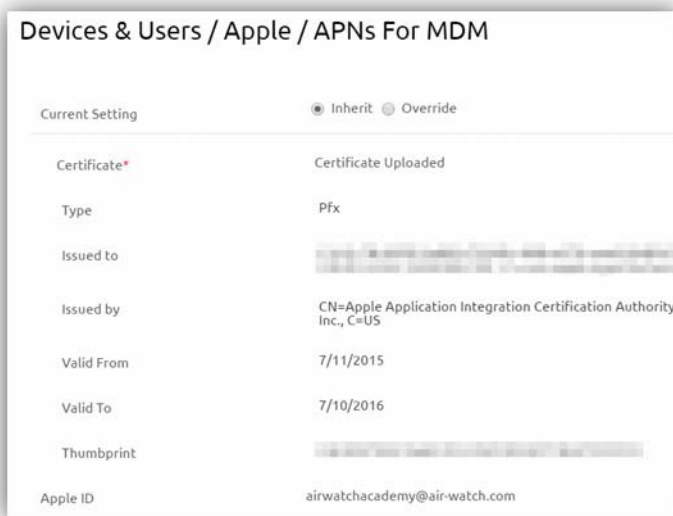 Devices & Users / Apple / APNs For MDM
Current Setting Inherit Override
Certificate* Certificate Uploaded
Type Pfx
Issued to
Issued by CN=Apple Application Integration Certification Authority
Inc., C=US
Valid From 7/11/2015
Valid To 7/10/2016
Thumbprint
Apple ID airwatchacademy@air-watch.com